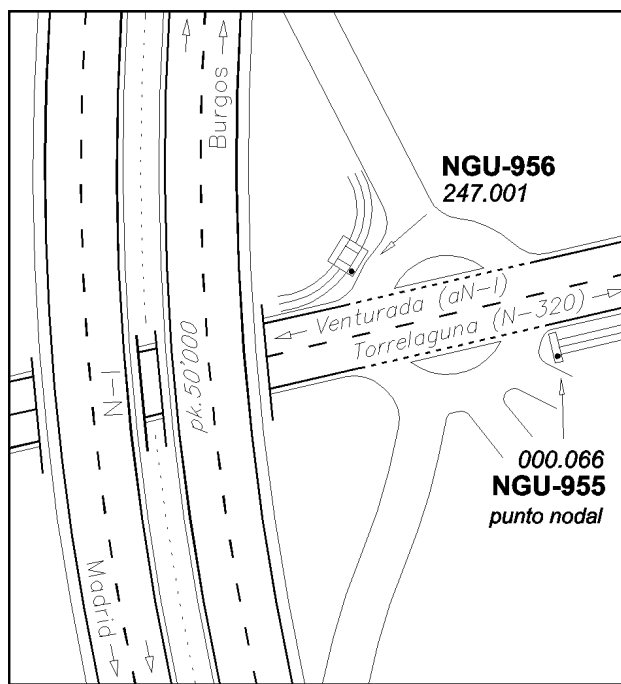 Burgos
NGU-956
247.001
Venturada (aN-I)
Torrelaguna (N-320)
N-I
pk.50'000
000.066
NGU-955
punto nodal
Madrid